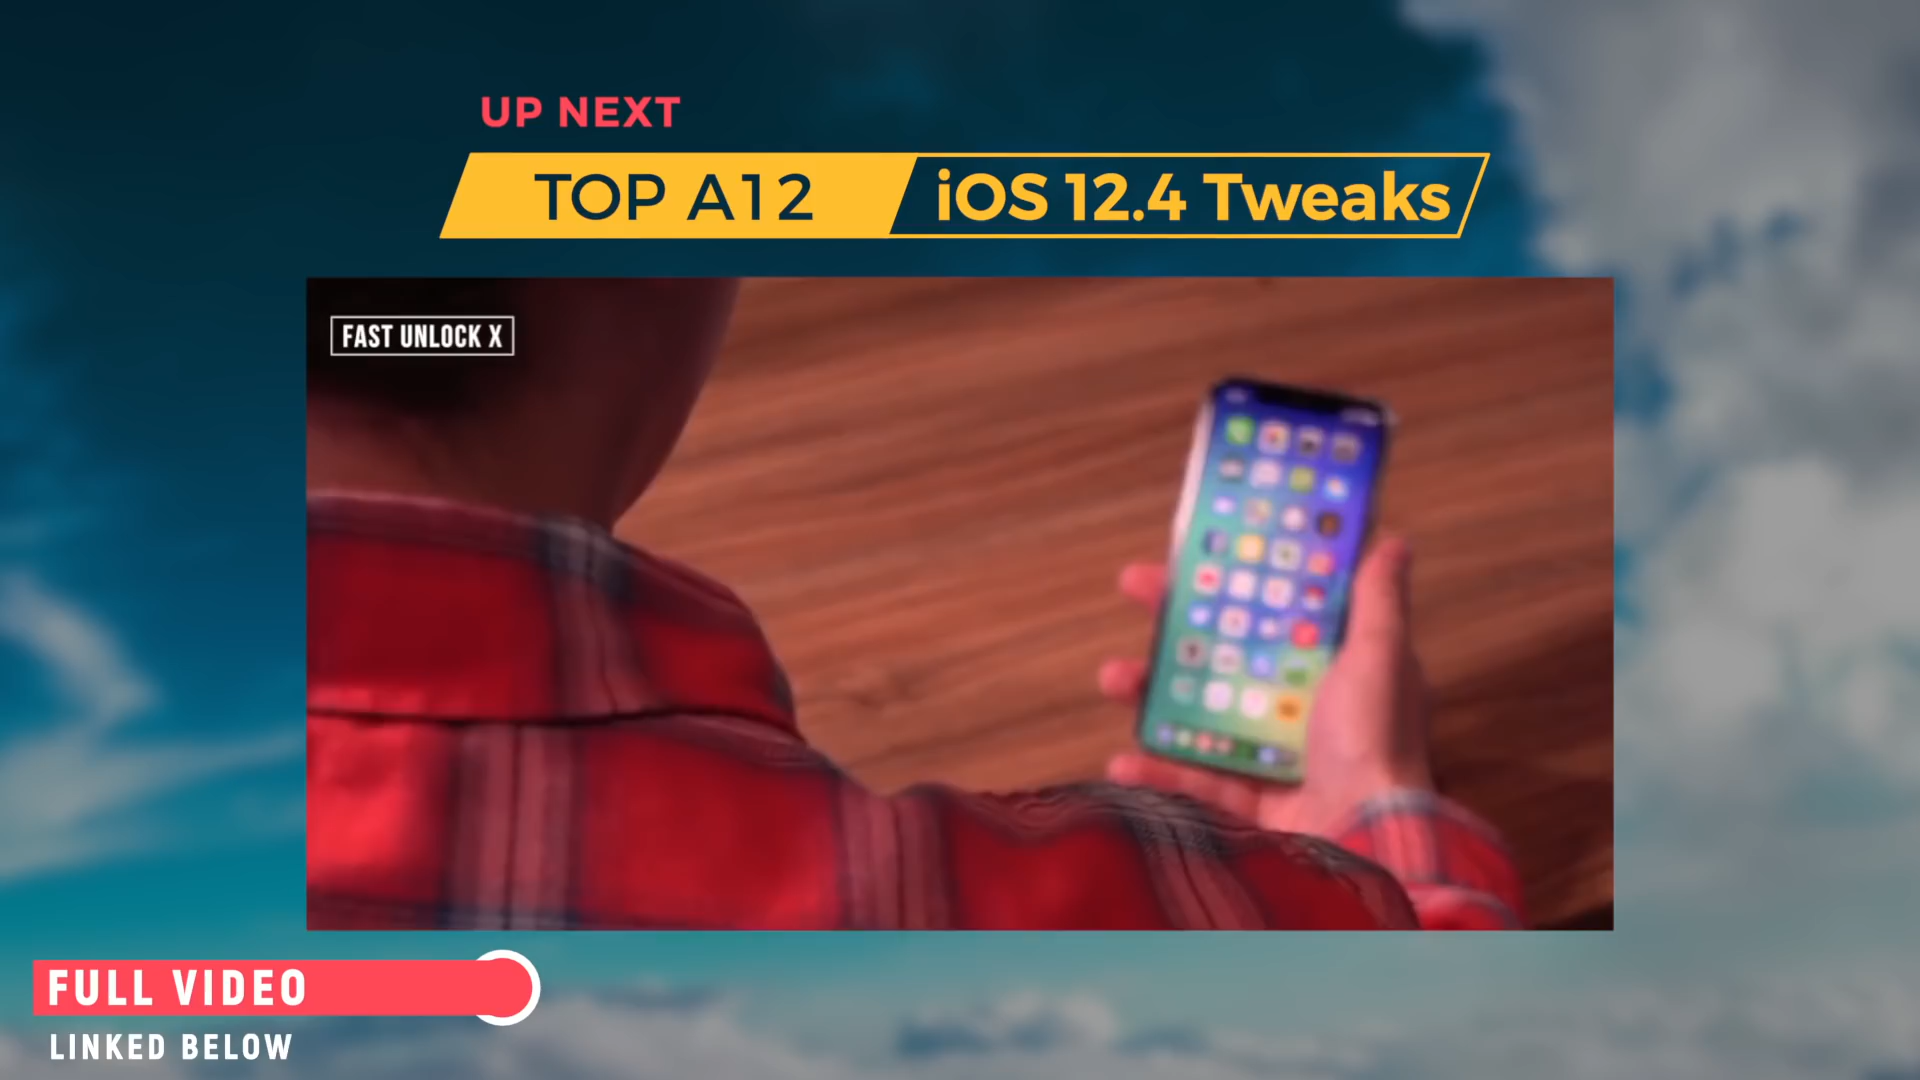 UP NEXT
TOP A12 iOS 12.4 Tweaks
FAST UNLOCK X
FULL VIDEO
LINKED BELOW